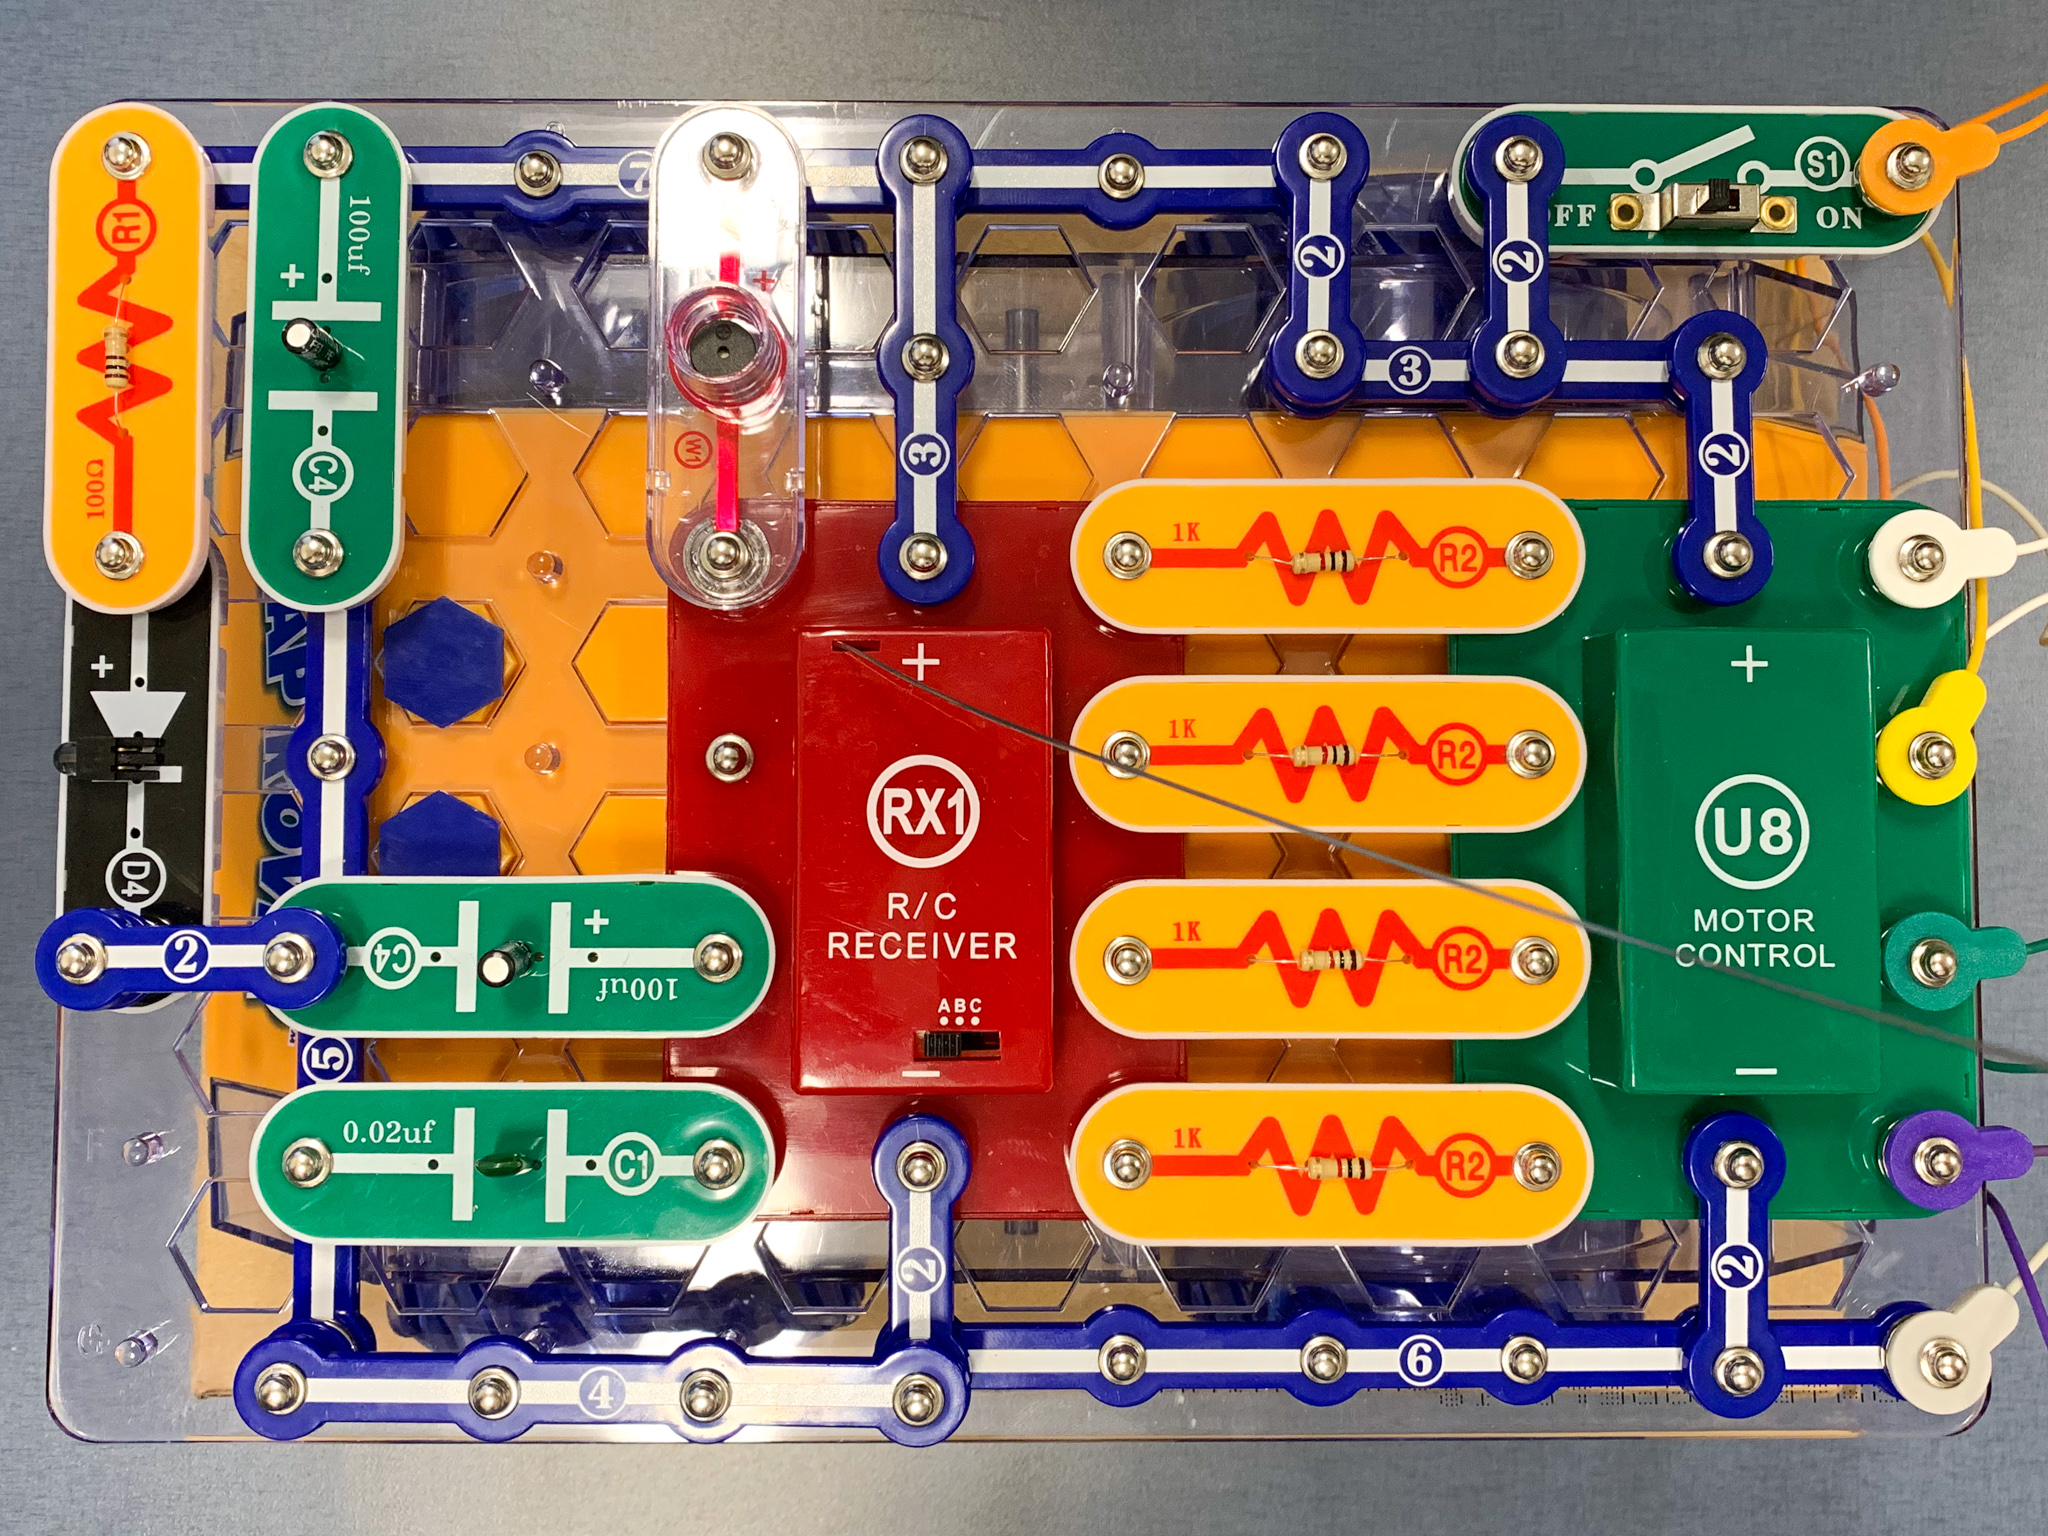 R1
100Ω
+
100uf
C4
7
+
W1
3
2
2
OFF
S1
ON
3
2
1K
R2
1K
R2
1K
R2
1K
R2
+
D4
2
C4
+
100uf
5
0.02uf
C1
+
RX1
R/C
RECEIVER
ABC
−
+
U8
MOTOR
CONTROL
−
2
2
4
6